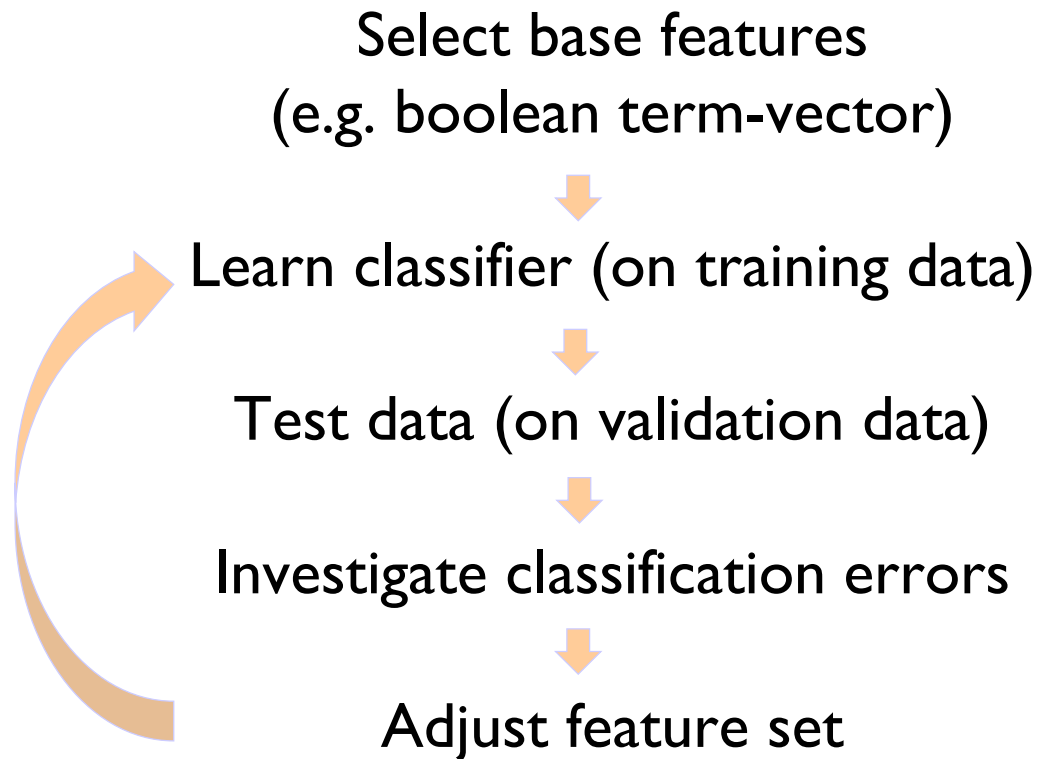 Select base features
(e.g. boolean term-vector)
Learn classifier (on training data)
Test data (on validation data)
Investigate classification errors
Adjust feature set